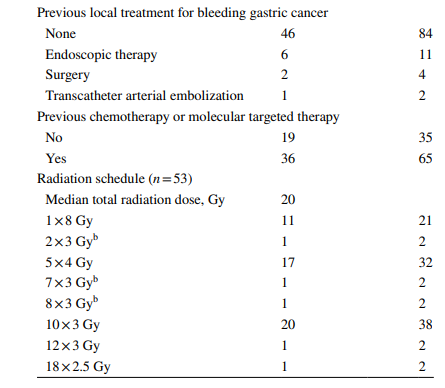 Previous local treatment for bleeding gastric cancer
None 46 84
Endoscopic therapy 6 11
Surgery 2 4
Transcatheter arterial embolization 1 2
Previous chemotherapy or molecular targeted therapy
No 19 35
Yes 36 65
Radiation schedule (n=53)
Median total radiation dose, Gy 20
1×8 Gy 11 21
2×3 Gyᵇ 1 2
5×4 Gy 17 32
7×3 Gyᵇ 1 2
8×3 Gyᵇ 1 2
10×3 Gy 20 38
12×3 Gy 1 2
18×2.5 Gy 1 2